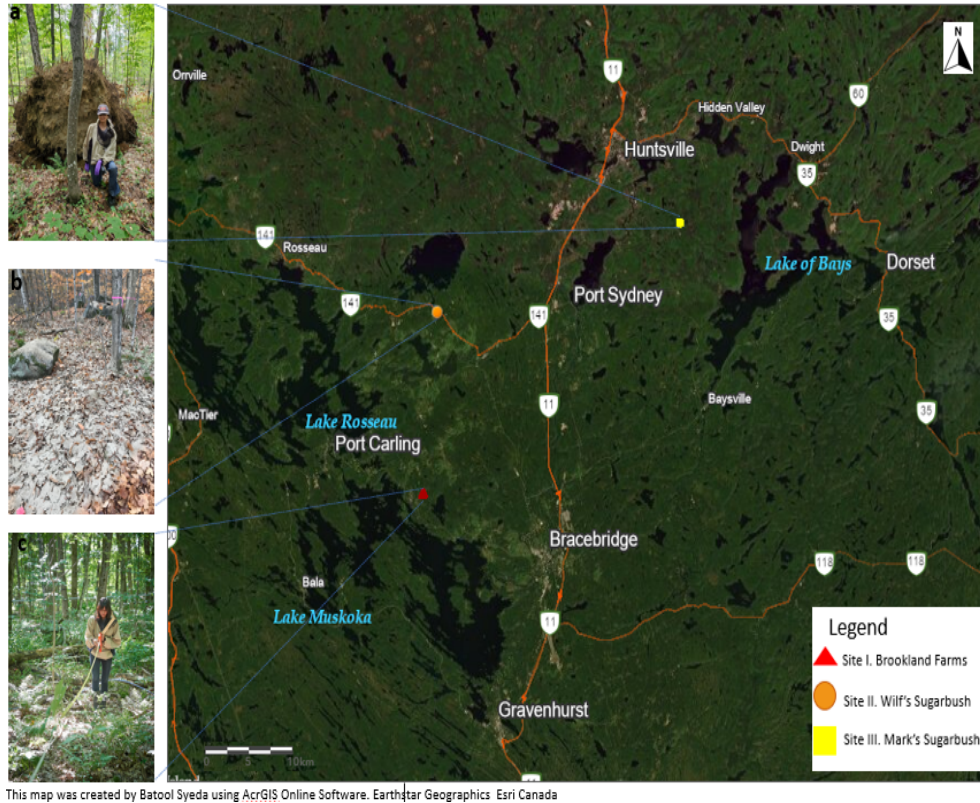 a
b
c
N
11
Orrville
60
Hidden Valley
Huntsville
Dwight
35
141
Rosseau
Lake of Bays
Dorset
Port Sydney
141
141
35
11
Baysville
MacTier
Lake Rosseau
Port Carling
35
Bracebridge
118
118
Bala
Lake Muskoka
11
Gravenhurst
0 5 10km
Legend
Site I. Brookland Farms
Site II. Wilf's Sugarbush
Site III. Mark's Sugarbush
This map was created by Batool Syeda using AcrGIS Online Software. Earthstar Geographics Esri Canada